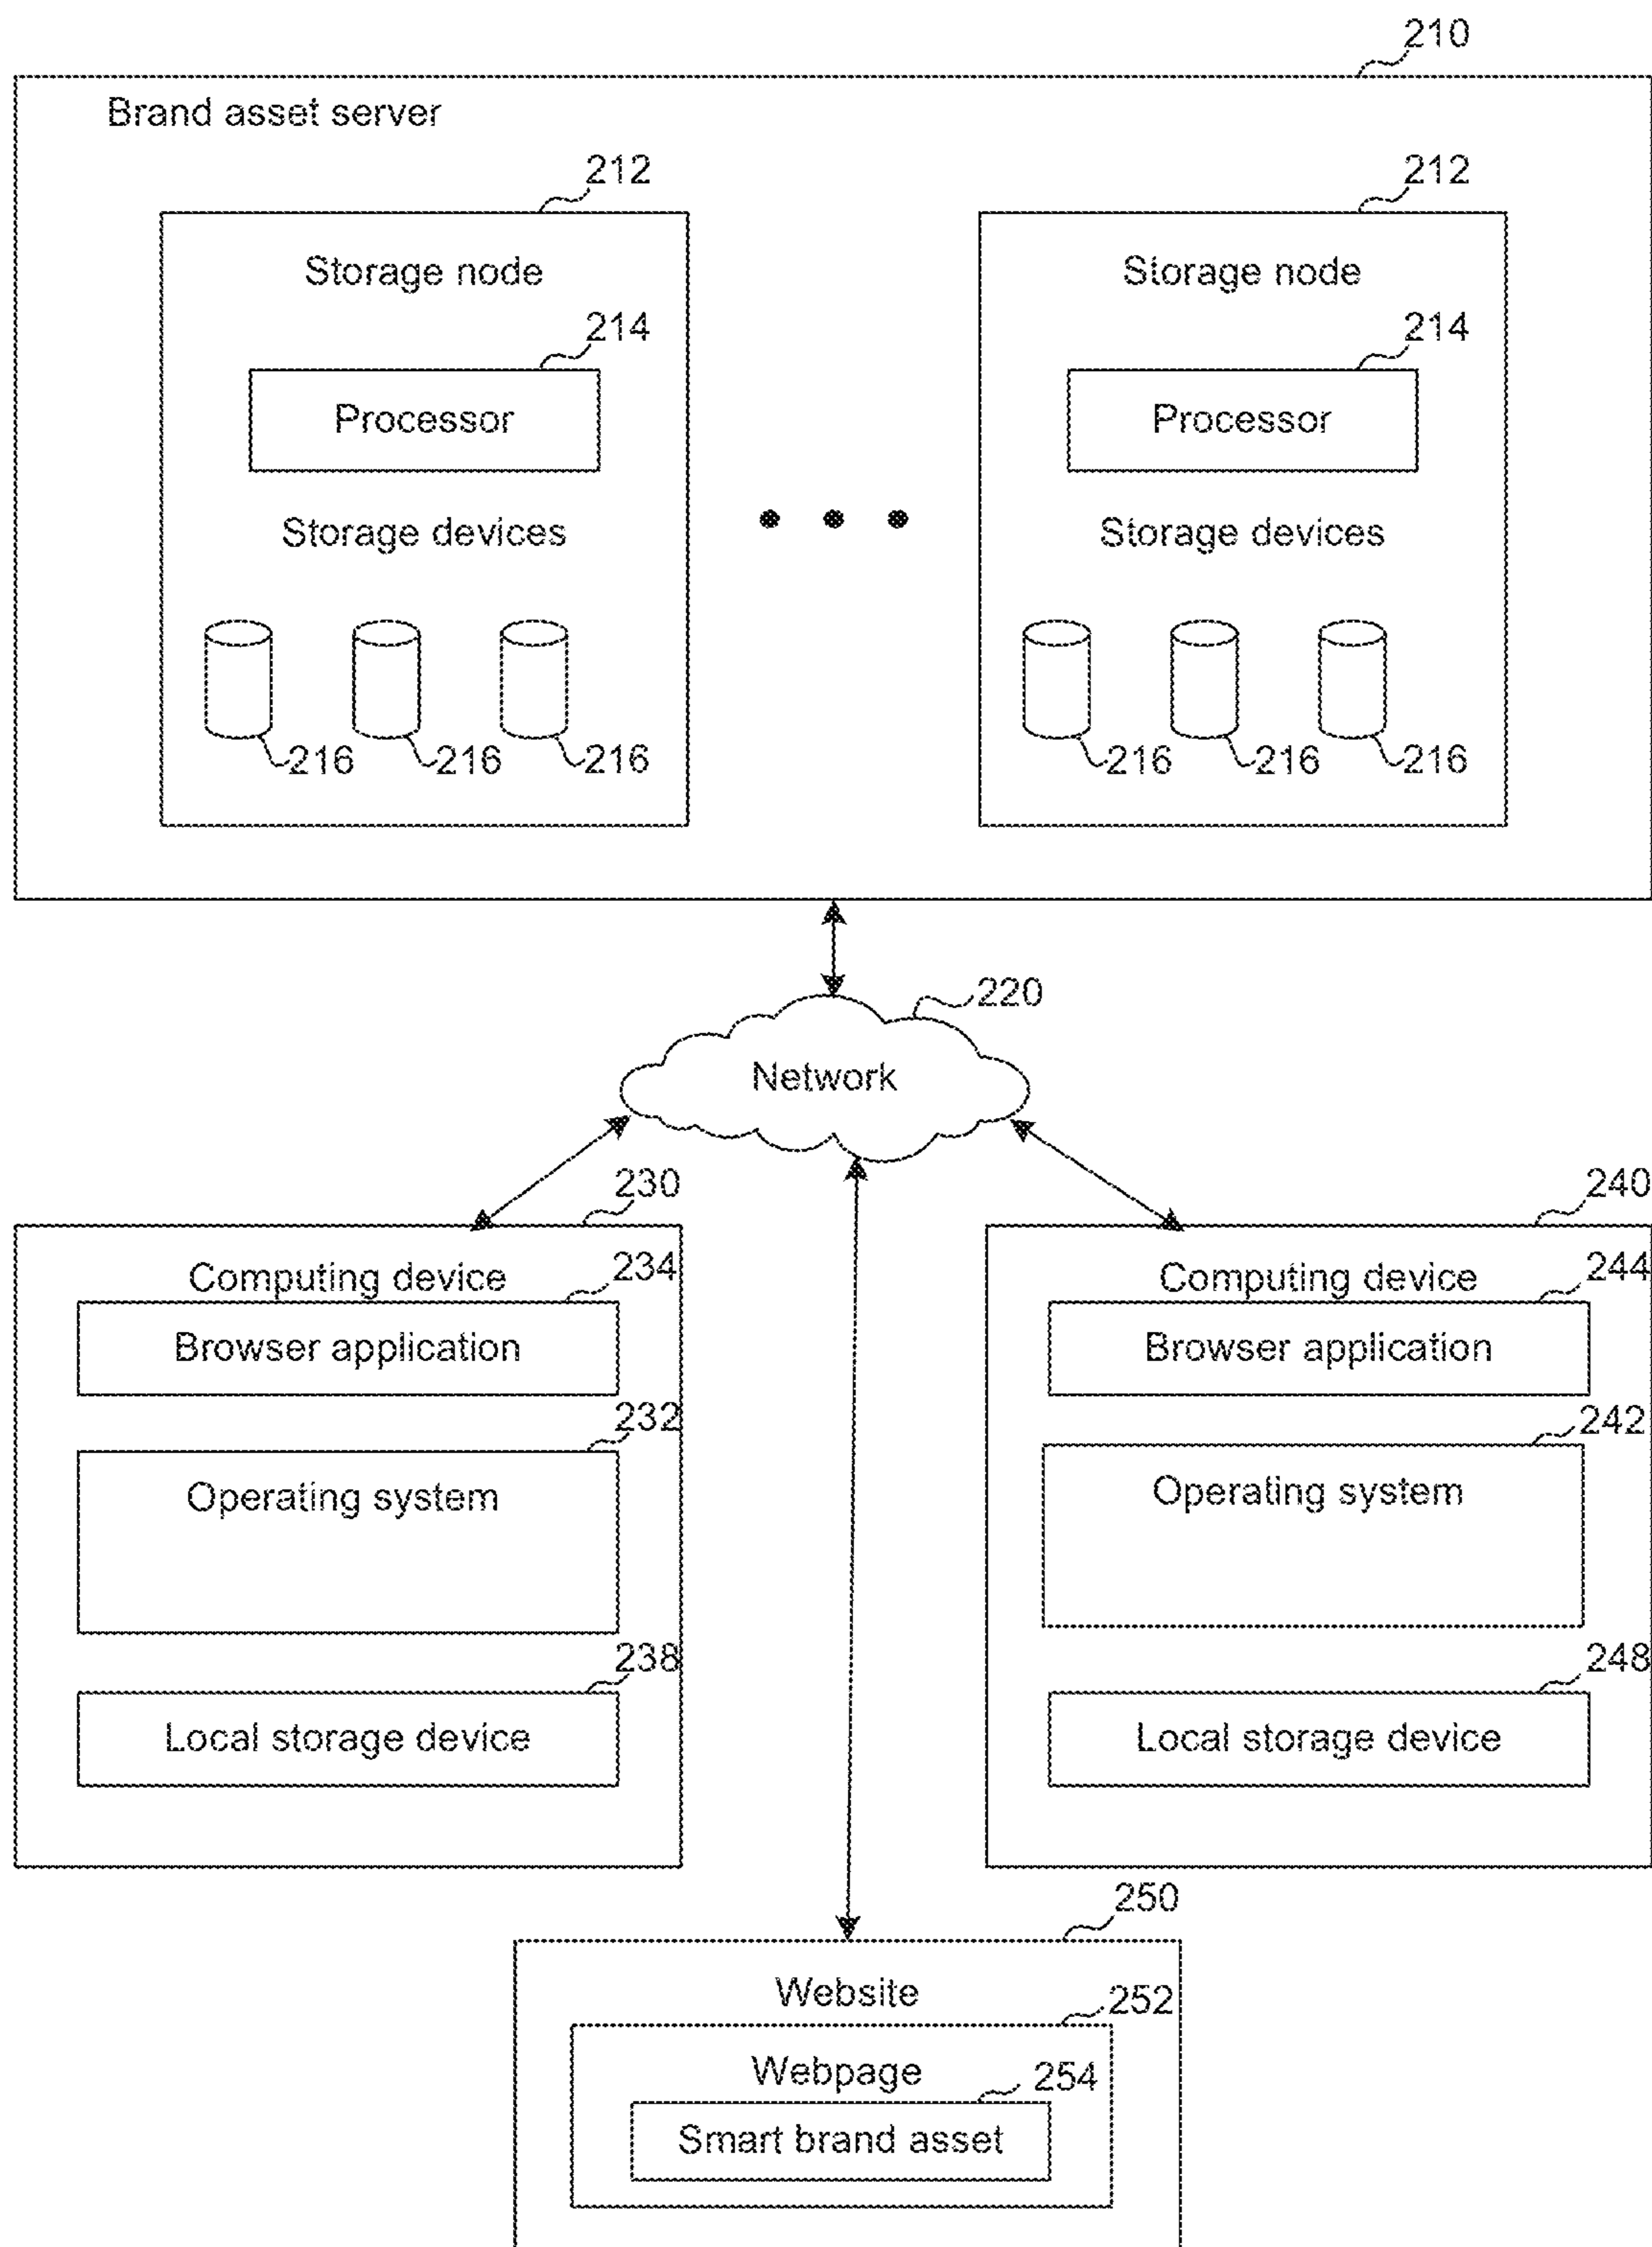 210
Brand asset server
212
212
Storage node
Storage node
214
214
Processor
Processor
Storage devices
Storage devices
216
216
216
216
216
216
220
Network
230
240
Computing device
234
Computing device
244
Browser application
Browser application
232
242
Operating system
Operating system
238
248
Local storage device
Local storage device
250
Website
252
Webpage
254
Smart brand asset